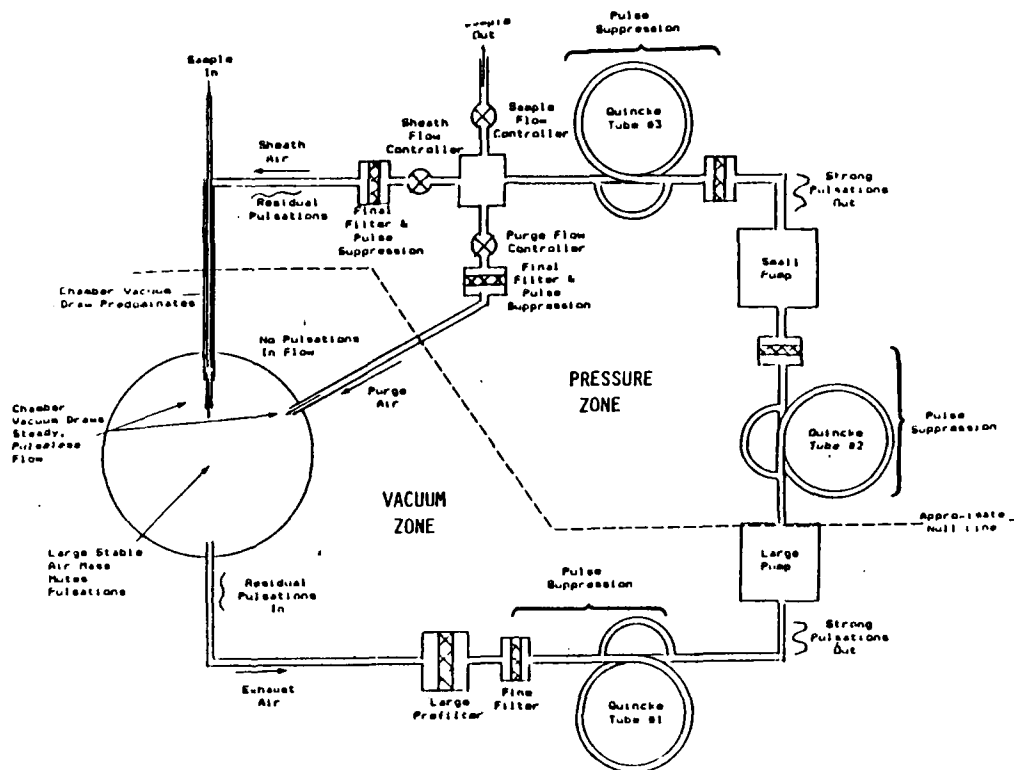 Out
Pulse
Suppression
Sample
In
Quincke
Tube #3
Sample
Flow
Controller
Sheath
Flow
Controller
Sheath
Air
Residual
Pulsations
Final
Filter &
Pulse
Suppression
Strong
Pulsations
Out
Purge Flow
Controller
Final
Filter &
Pulse
Suppression
Small
Pump
Chamber Vacuum
Draw Predominates
No Pulsations
In Flow
Purge
Air
PRESSURE
ZONE
Chamber
Vacuum Draws
Steady,
Pulseless
Flow
Quincke
Tube #2
Pulse
Suppression
VACUUM
ZONE
Approximate
Null Line
Large Stable
Air Mass
Mutes
Pulsations
Large
Pump
Residual
Pulsations
In
Pulse
Suppression
Strong
Pulsations
Out
Exhaust
Air
Large
Prefilter
Fine
Filter
Quincke
Tube #1